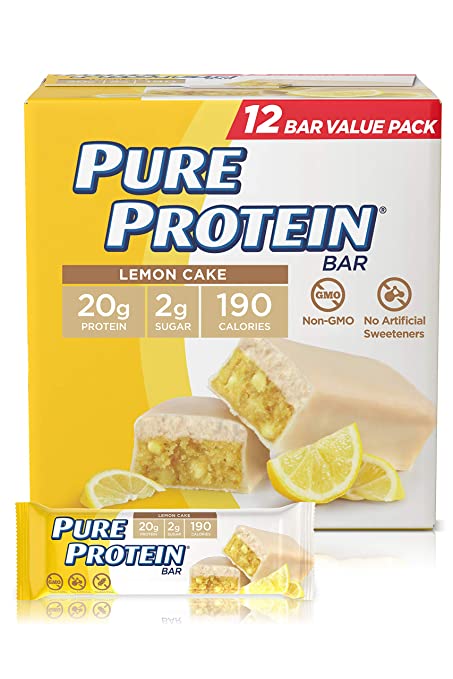 12 BAR VALUE PACK
PURE
PROTEIN®
BAR
LEMON CAKE
20g PROTEIN 2g SUGAR 190 CALORIES
GMO
Non-GMO
No Artificial
Sweeteners
LEMON CAKE
PURE
PROTEIN®
BAR
20g PROTEIN 2g SUGAR 190 CALORIES
GMO